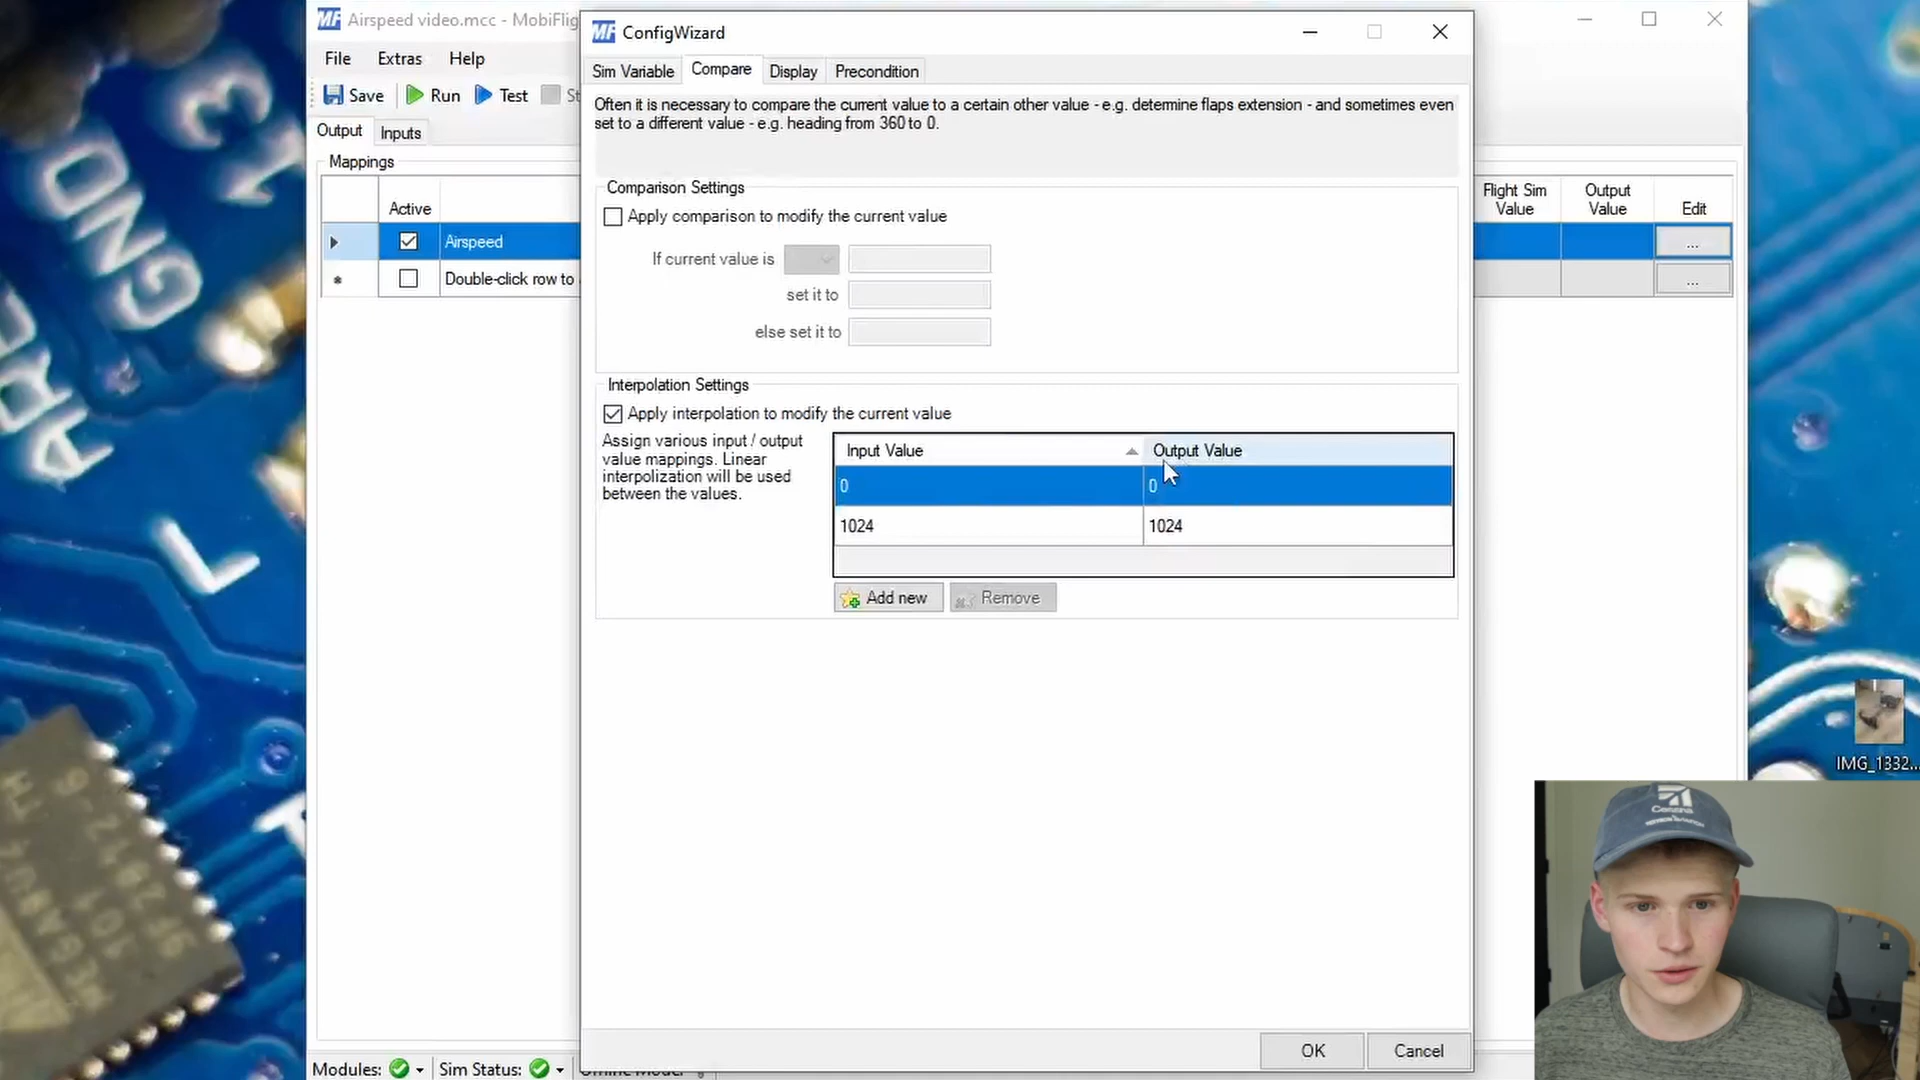 MF Airspeed video.mcc - MobiFlig
File Extras Help
Save Run Test St
Output Inputs
Mappings
Active
Airspeed
Double-click row to
Flight Sim Value
Output Value
Edit
...
...
Modules:
Sim Status:
MF ConfigWizard
Sim Variable Compare Display Precondition
Often it is necessary to compare the current value to a certain other value - e.g. determine flaps extension - and sometimes even
set to a different value - e.g. heading from 360 to 0.
Comparison Settings
Apply comparison to modify the current value
If current value is
set it to
else set it to
Interpolation Settings
Apply interpolation to modify the current value
Assign various input / output
value mappings. Linear
interpolization will be used
between the values.
Input Value Output Value
0 0
1024 1024
Add new Remove
OK Cancel
GND
13
L
IMG_1332...
Cessna